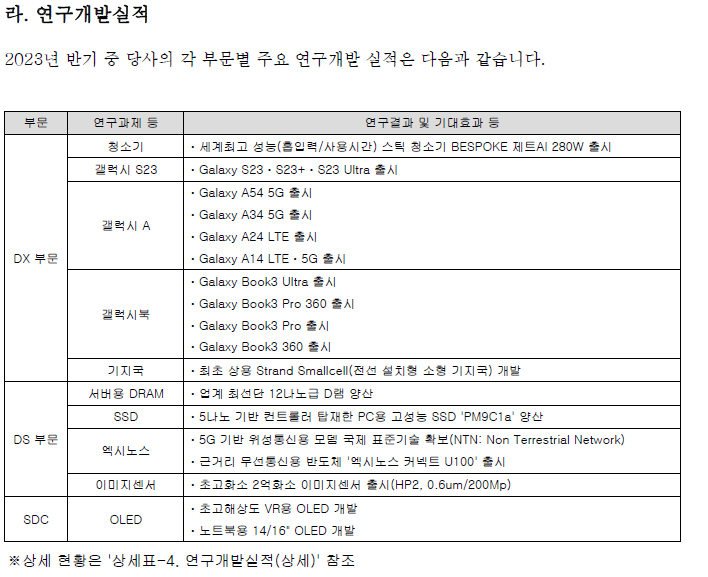 라. 연구개발실적
2023년 반기 중 당사의 각 부문별 주요 연구개발 실적은 다음과 같습니다.
부문 연구과제 등 연구결과 및 기대효과 등
DX 부문
청소기
· 세계최고 성능(흡입력/사용시간) 스틱 청소기 BESPOKE 제트AI 280W 출시
갤럭시 S23
· Galaxy S23 · S23+ · S23 Ultra 출시
갤럭시 A
· Galaxy A54 5G 출시
· Galaxy A34 5G 출시
· Galaxy A24 LTE 출시
· Galaxy A14 LTE · 5G 출시
갤럭시북
· Galaxy Book3 Ultra 출시
· Galaxy Book3 Pro 360 출시
· Galaxy Book3 Pro 출시
· Galaxy Book3 360 출시
기지국
· 최초 상용 Strand Smallcell(전선 설치형 소형 기지국) 개발
DS 부문
서버용 DRAM
· 업계 최선단 12나노급 D램 양산
SSD
· 5나노 기반 컨트롤러 탑재한 PC용 고성능 SSD 'PM9C1a' 양산
엑시노스
· 5G 기반 위성통신용 모뎀 국제 표준기술 확보(NTN: Non Terrestrial Network)
· 근거리 무선통신용 반도체 '엑시노스 커넥트 U100' 출시
이미지센서
· 초고화소 2억화소 이미지센서 출시(HP2, 0.6um/200Mp)
SDC
OLED
· 초고해상도 VR용 OLED 개발
· 노트북용 14/16" OLED 개발
※상세 현황은 '상세표-4. 연구개발실적(상세)' 참조